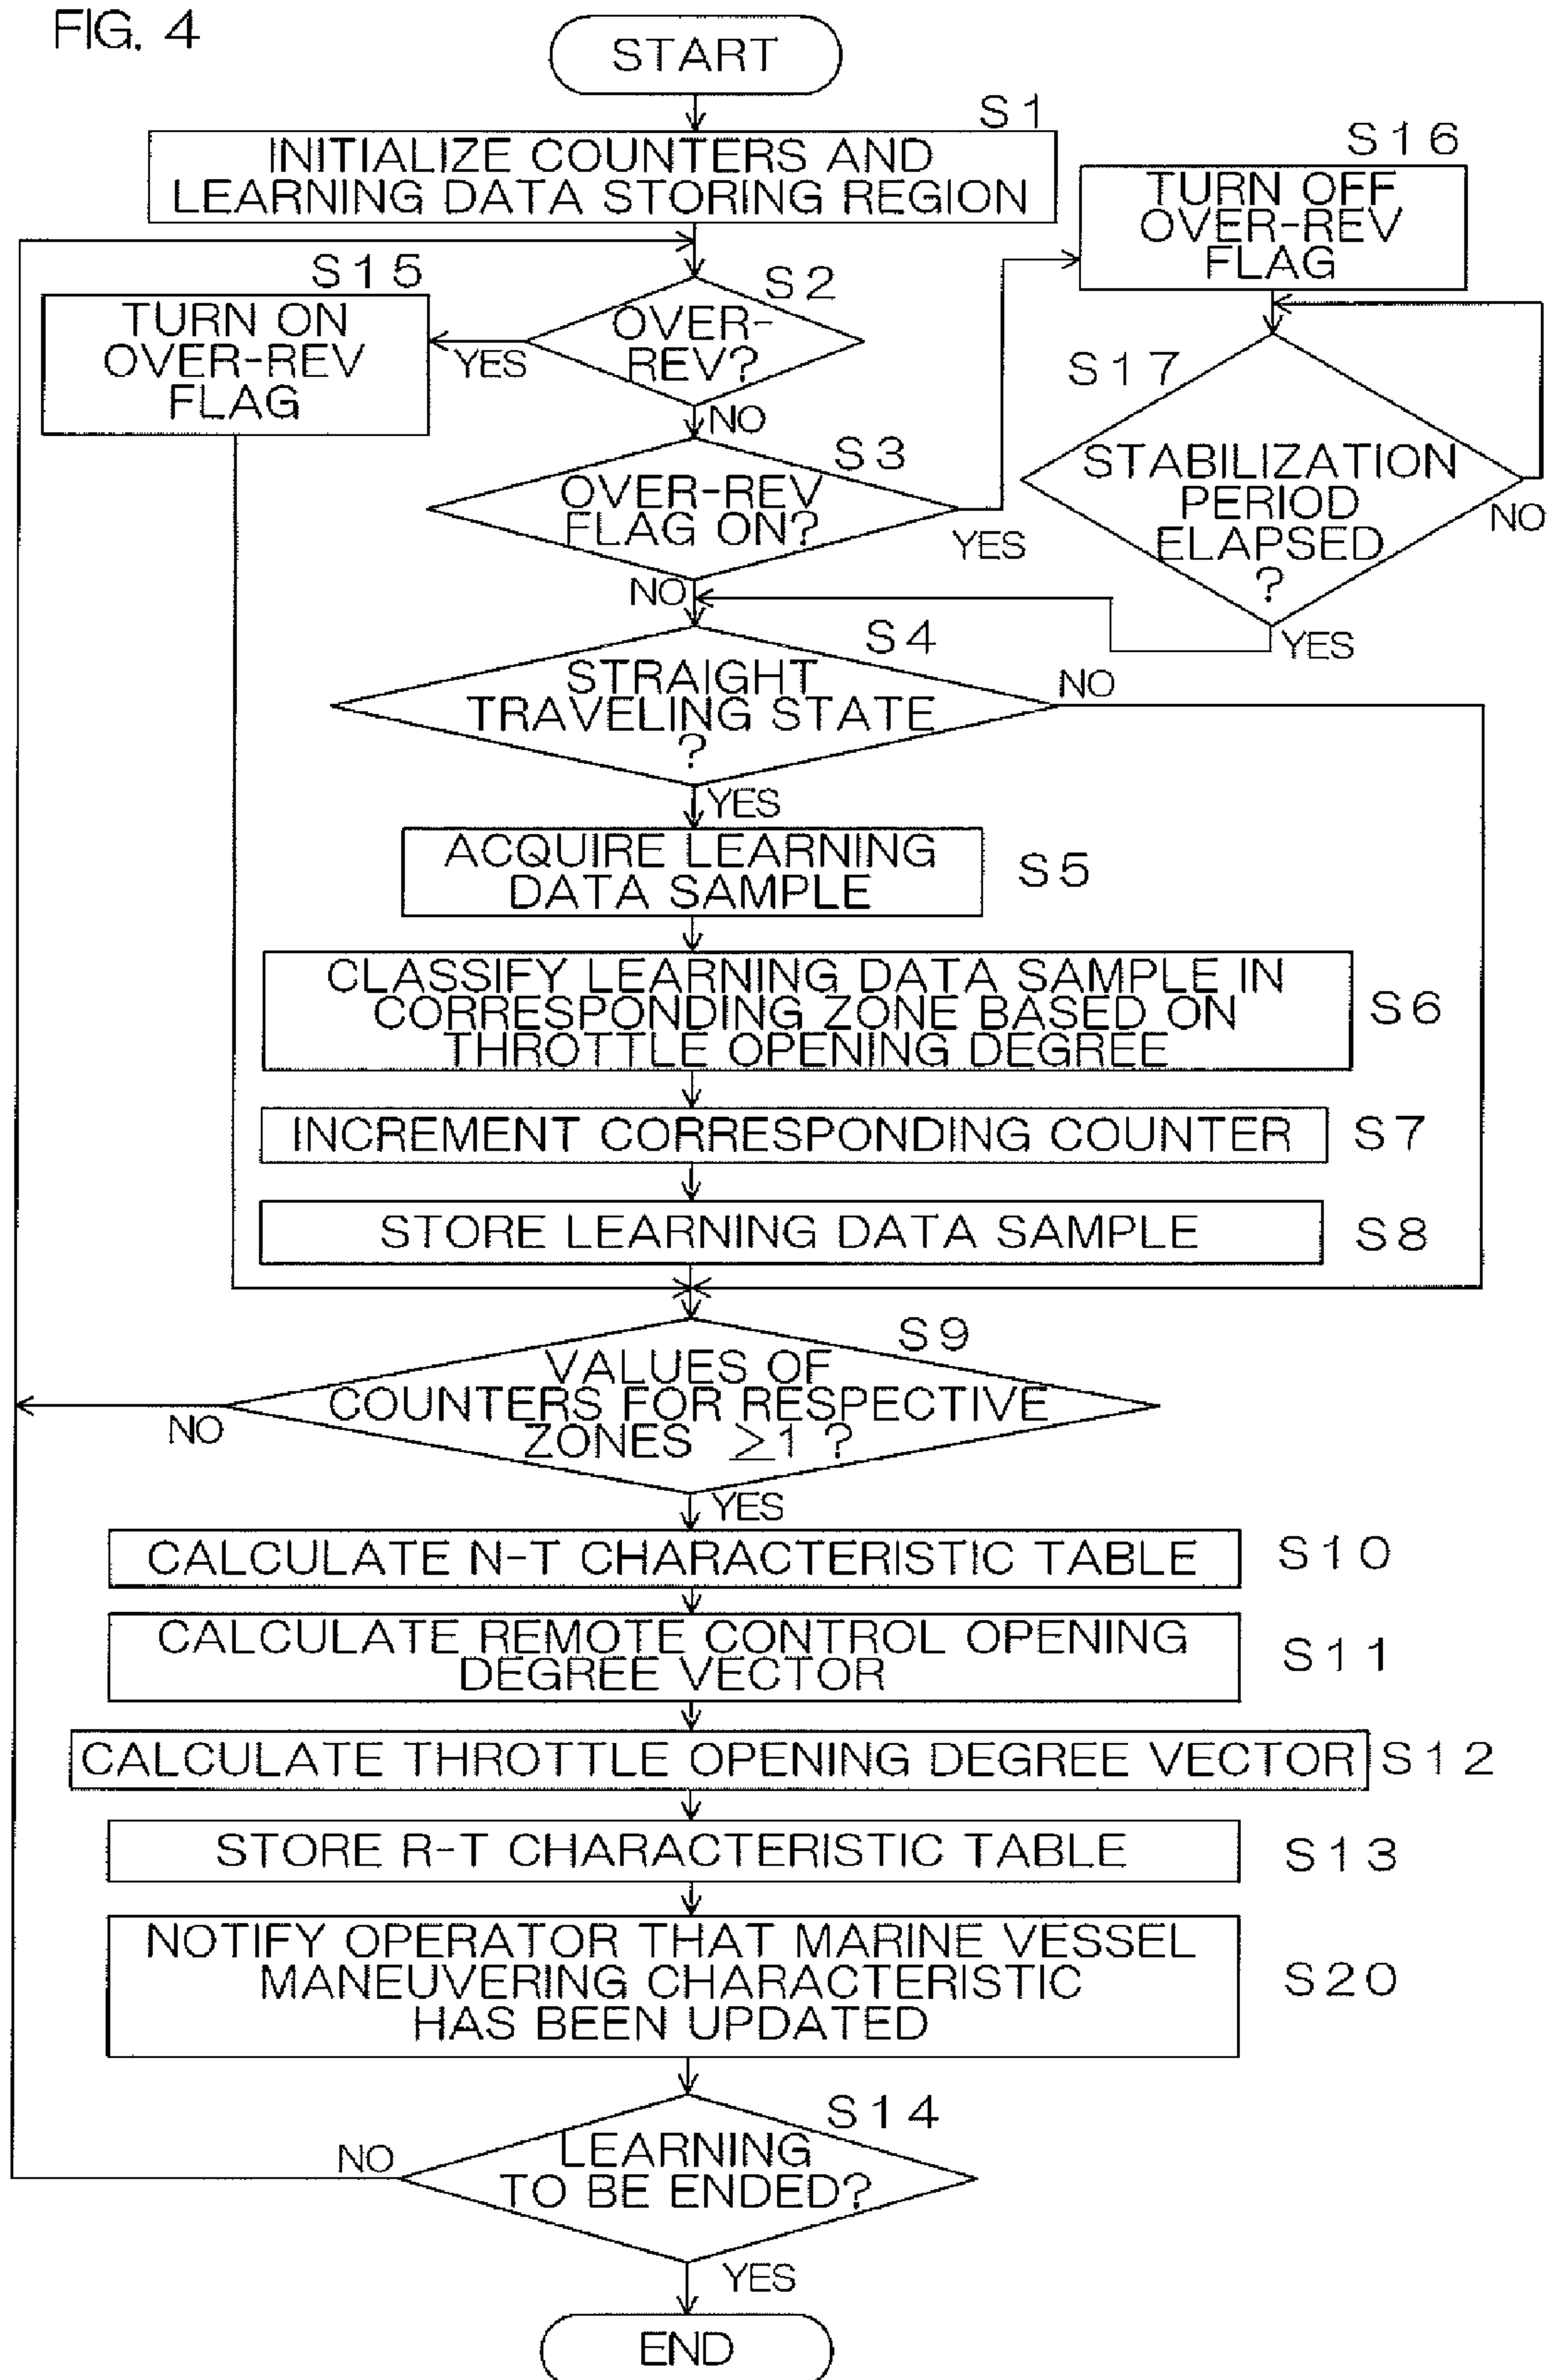 FIG. 4
START
S1
INITIALIZE COUNTERS AND
LEARNING DATA STORING REGION
S16
TURN OFF
OVER-REV
FLAG
S15
TURN ON
OVER-REV
FLAG
S2
OVER-
REV?
YES
NO
S17
STABILIZATION
PERIOD
ELAPSED
?
NO
YES
S3
OVER-REV
FLAG ON?
YES
NO
S4
STRAIGHT
TRAVELING STATE
?
NO
YES
ACQUIRE LEARNING
DATA SAMPLE
S5
CLASSIFY LEARNING DATA SAMPLE IN
CORRESPONDING ZONE BASED ON
THROTTLE OPENING DEGREE
S6
INCREMENT CORRESPONDING COUNTER
S7
STORE LEARNING DATA SAMPLE
S8
S9
VALUES OF
COUNTERS FOR RESPECTIVE
ZONES ≥1 ?
NO
YES
CALCULATE N-T CHARACTERISTIC TABLE
S10
CALCULATE REMOTE CONTROL OPENING
DEGREE VECTOR
S11
CALCULATE THROTTLE OPENING DEGREE VECTOR
S12
STORE R-T CHARACTERISTIC TABLE
S13
NOTIFY OPERATOR THAT MARINE VESSEL
MANEUVERING CHARACTERISTIC
HAS BEEN UPDATED
S20
S14
LEARNING
TO BE ENDED?
NO
YES
END